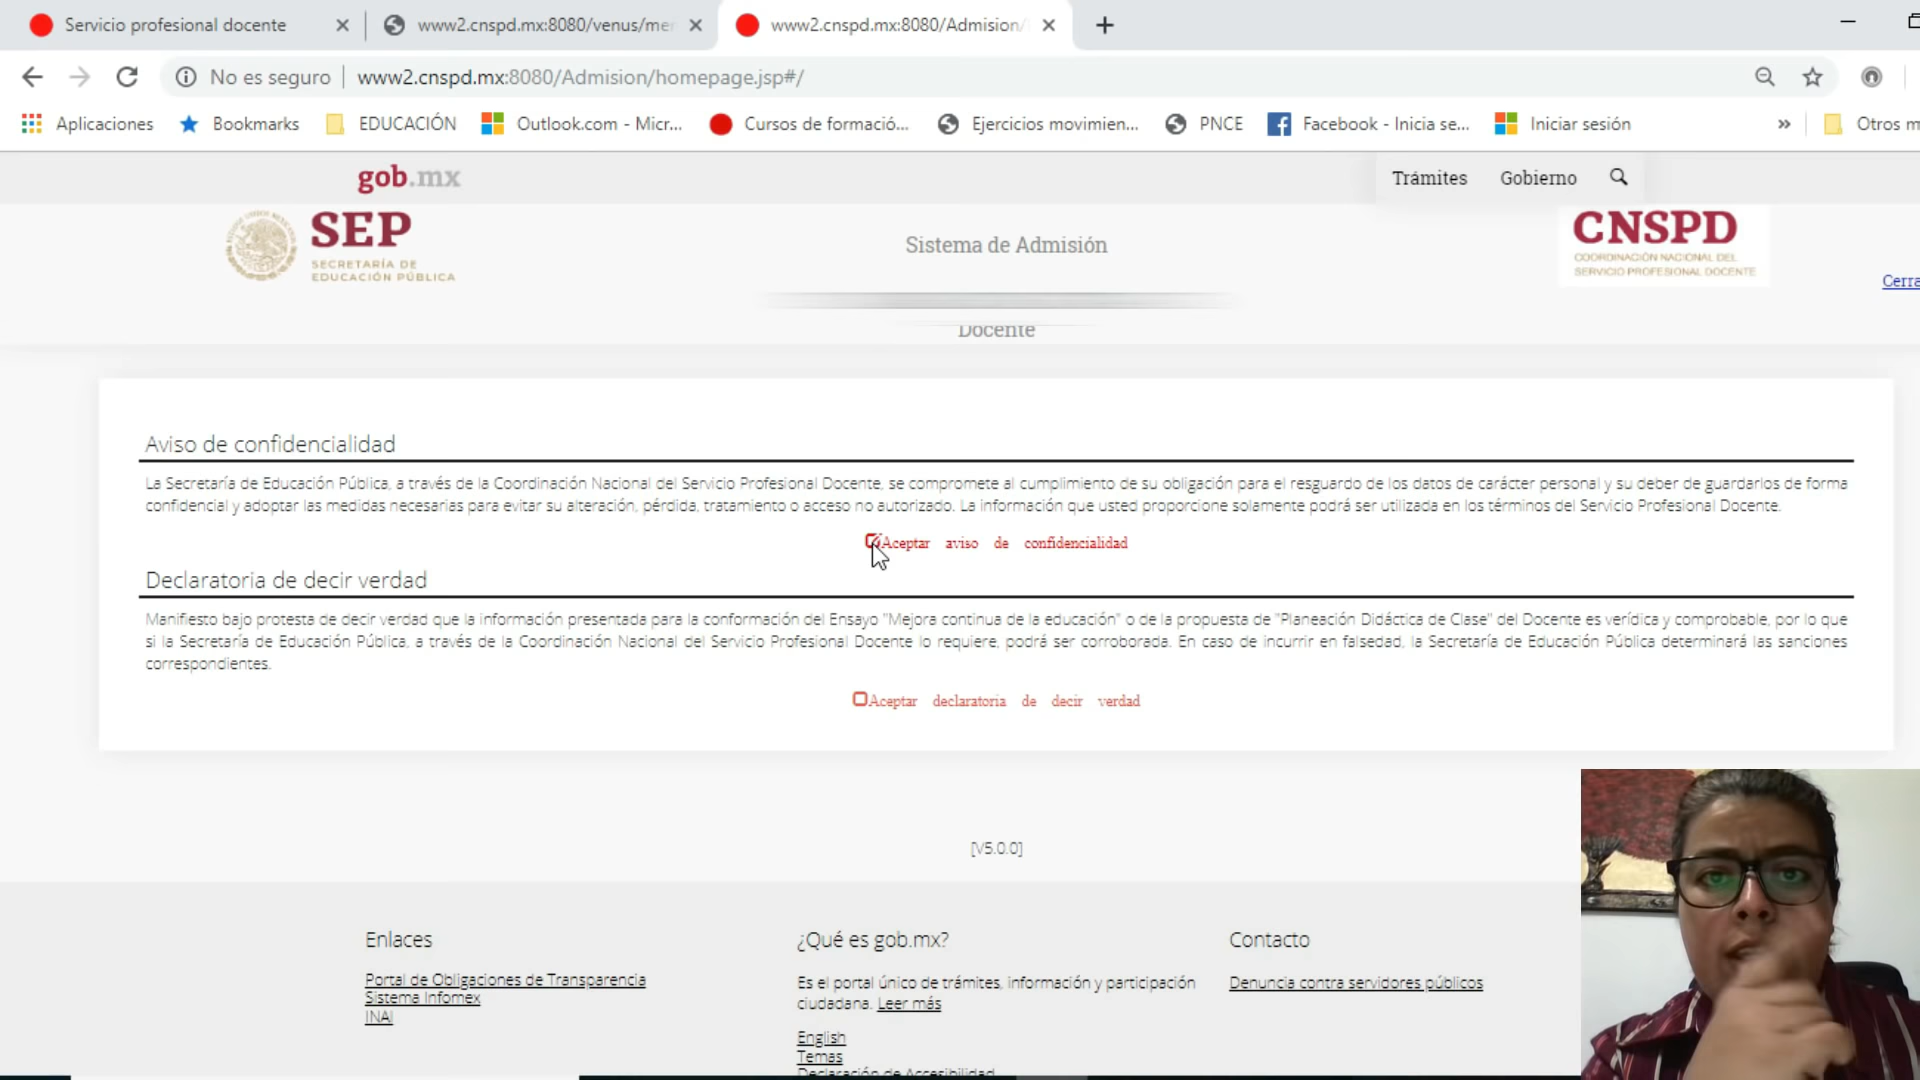 Servicio profesional docente
www2.cnspd.mx:8080/venus/mer
www2.cnspd.mx:8080/Admision/
No es seguro
www2.cnspd.mx:8080/Admision/homepage.jsp#/
Aplicaciones
Bookmarks
EDUCACIÓN
Outlook.com - Micr...
Cursos de formació...
Ejercicios movimien...
PNCE
Facebook - Inicia se...
Iniciar sesión
»
Otros m
gob.mx
Trámites
Gobierno
SEP
SECRETARÍA DE
EDUCACIÓN PÚBLICA
Sistema de Admisión
CNSPD
COORDINACIÓN NACIONAL DEL
SERVICIO PROFESIONAL DOCENTE
Cerra
Docente
Aviso de confidencialidad
La Secretaría de Educación Pública, a través de la Coordinación Nacional del Servicio Profesional Docente, se compromete al cumplimiento de su obligación para el resguardo de los datos de carácter personal y su deber de guardarlos de forma
confidencial y adoptar las medidas necesarias para evitar su alteración, pérdida, tratamiento o acceso no autorizado. La información que usted proporcione solamente podrá ser utilizada en los términos del Servicio Profesional Docente.
Aceptar aviso de confidencialidad
Declaratoria de decir verdad
Manifiesto bajo protesta de decir verdad que la información presentada para la conformación del Ensayo "Mejora continua de la educación" o de la propuesta de "Planeación Didáctica de Clase" del Docente es verídica y comprobable, por lo que
si la Secretaría de Educación Pública, a través de la Coordinación Nacional del Servicio Profesional Docente lo requiere, podrá ser corroborada. En caso de incurrir en falsedad, la Secretaría de Educación Pública determinará las sanciones
correspondientes.
Aceptar declaratoria de decir verdad
[V5.0.0]
Enlaces
Portal de Obligaciones de Transparencia
Sistema Infomex
INAI
¿Qué es gob.mx?
Es el portal único de trámites, información y participación
ciudadana. Leer más
English
Temas
Declaración de Accesibilidad
Contacto
Denuncia contra servidores públicos